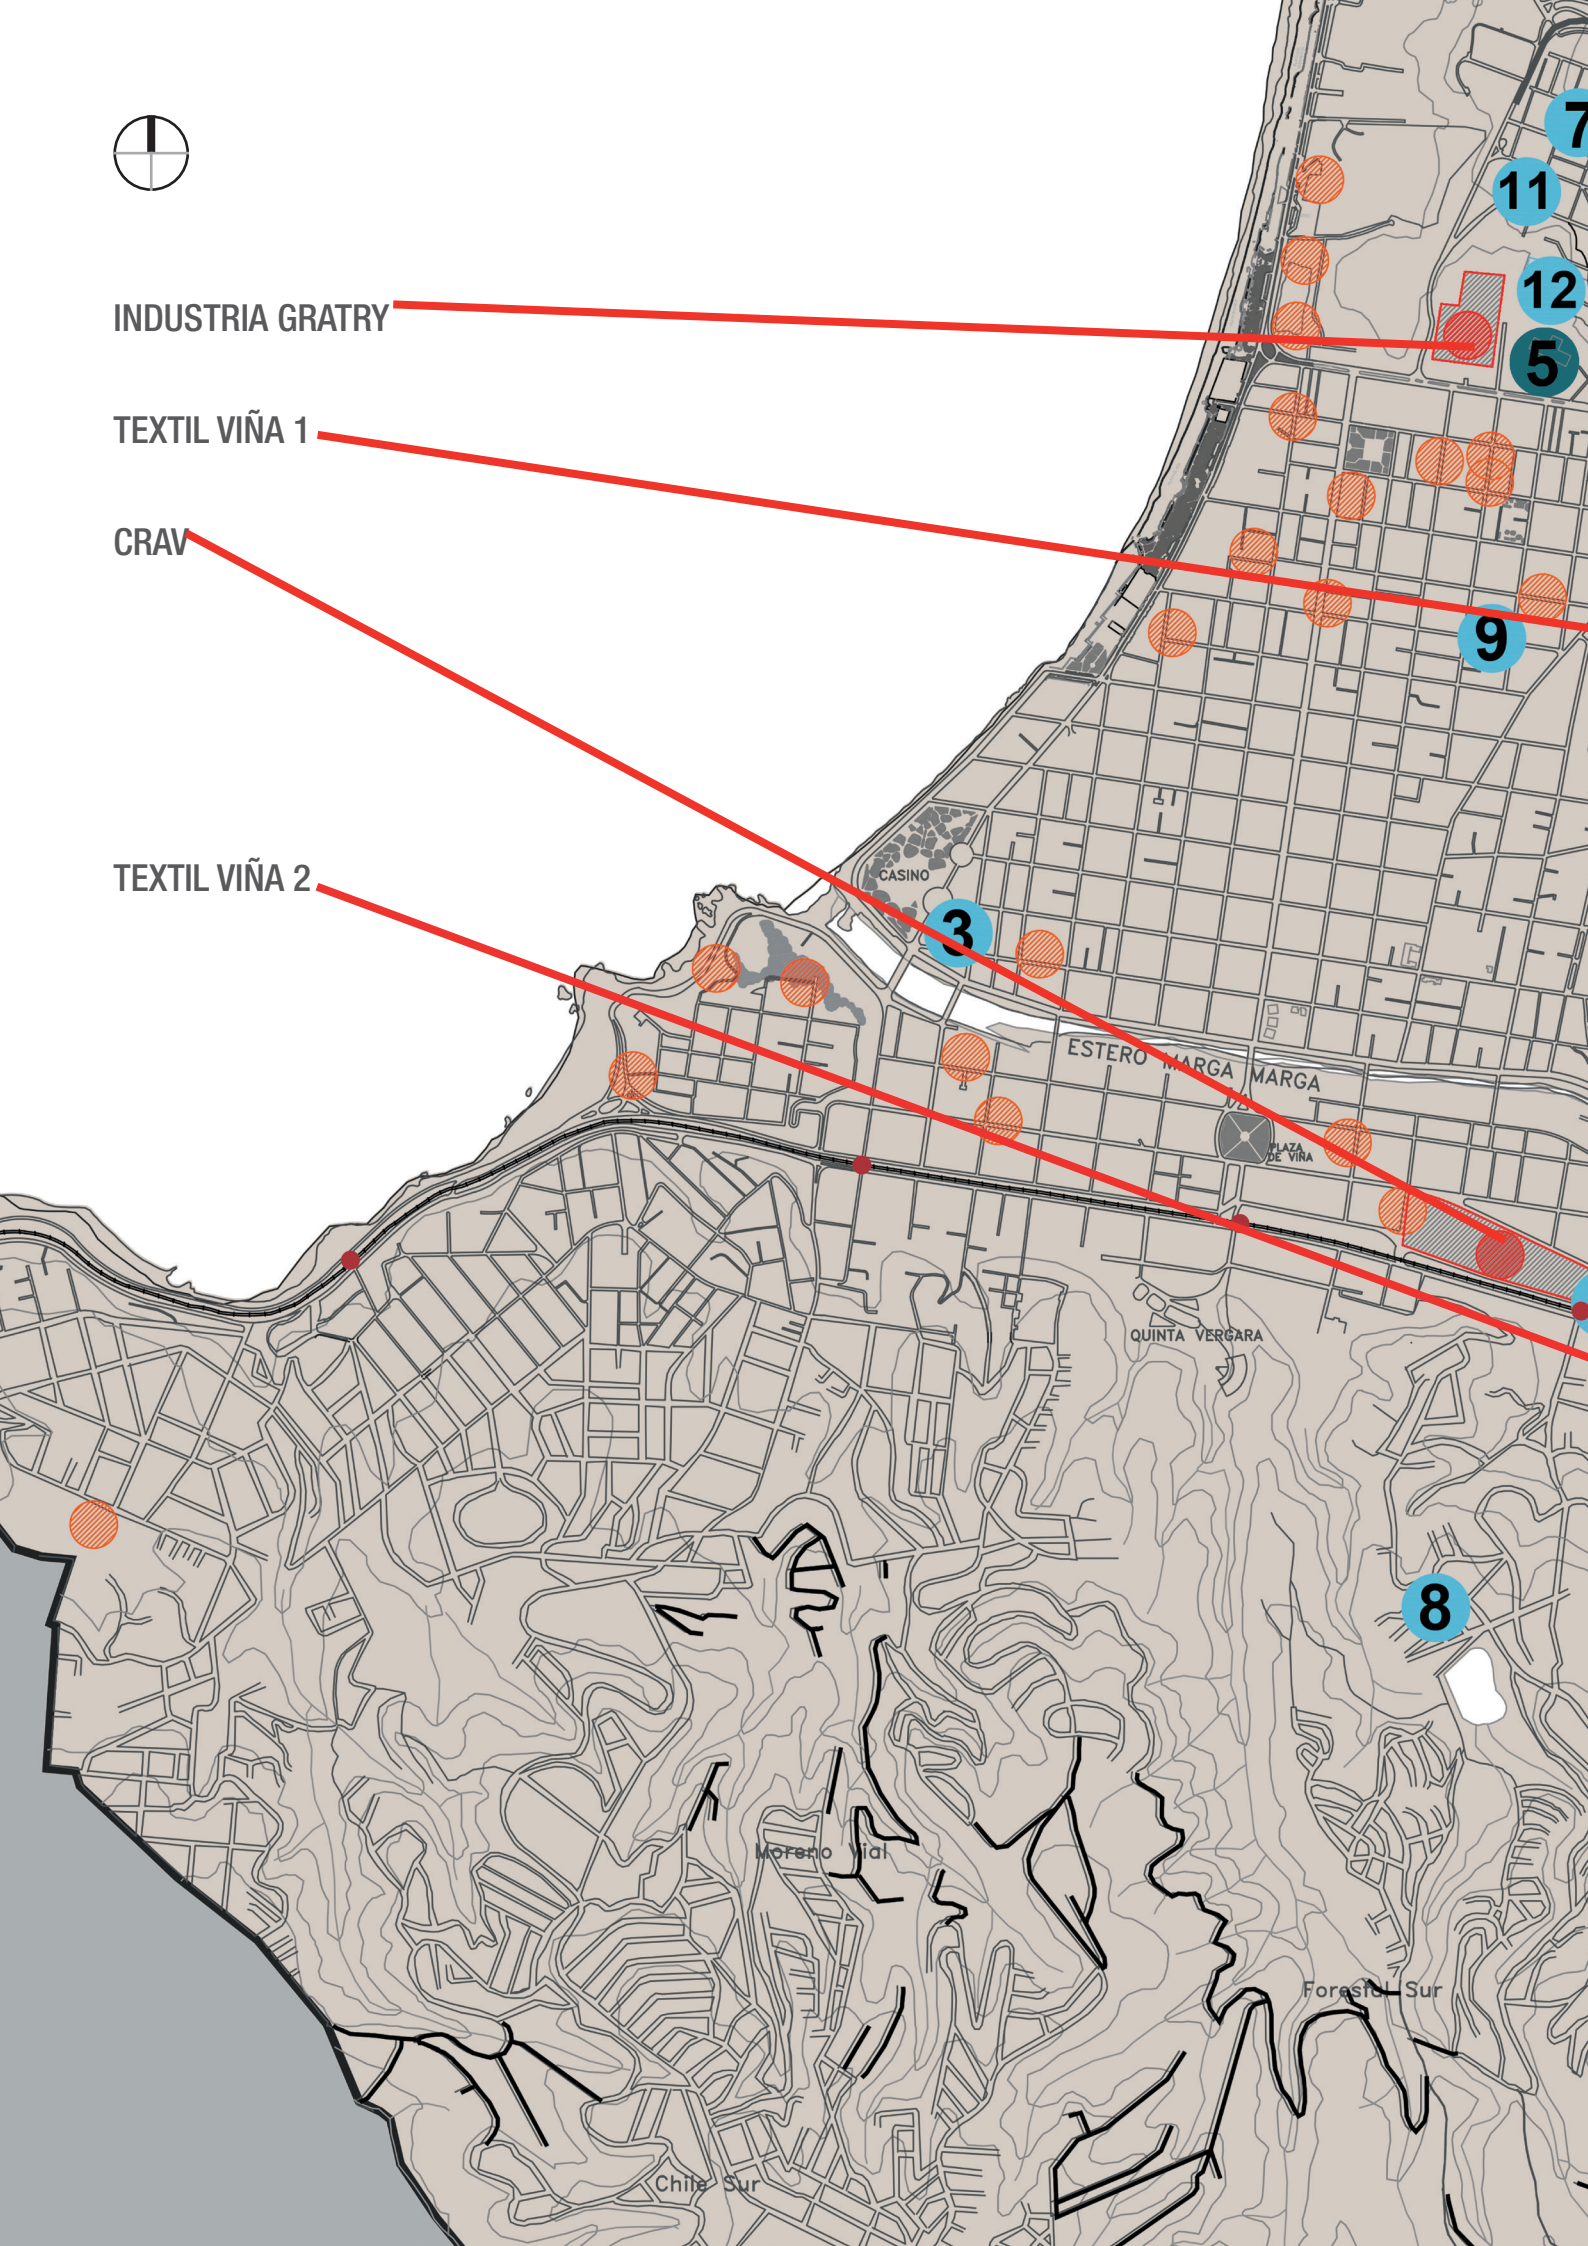 7
11
12
INDUSTRIA GRATRY
5
TEXTIL VIÑA 1
CRAV
9
TEXTIL VIÑA 2
CASINO
3
ESTERO MARGA MARGA
PLAZA
DE VIÑA
QUINTA VERGARA
8
Moreno Vial
Forestal Sur
Chile Sur